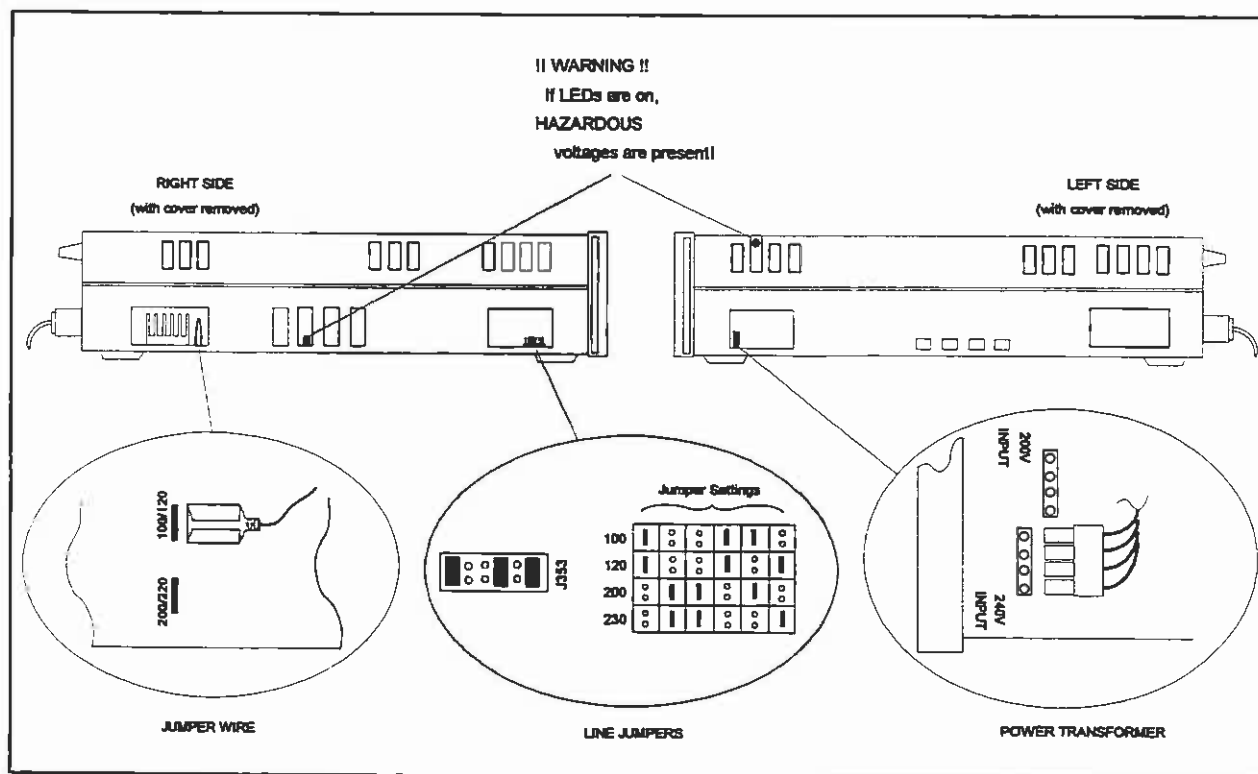 !! WARNING !!
If LEDs are on,
HAZARDOUS
voltages are present!!
RIGHT SIDE
(with cover removed)
LEFT SIDE
(with cover removed)
100/120
200/220
JUMPER WIRE
J353
Jumper Settings
100
120
200
230
LINE JUMPERS
200V
INPUT
240V
INPUT
POWER TRANSFORMER